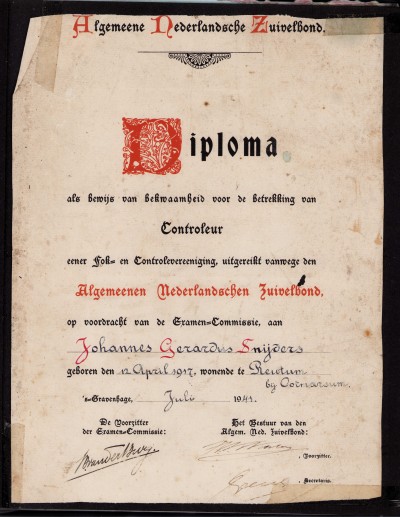 Algemeene Nederlandsche Zuivelbond.
Diploma
als bewijs van bekwaamheid voor de betrekking van
Controleur
eener Fok- en Controlevereeniging, uitgereikt vanwege den
Algemeenen Nederlandschen Zuivelbond,
op voordracht van de Examen-Commissie, aan
Johannes Gerardus Snijders
geboren den 12 April 1917, wonende te Reutum
bij Ootmarsum.
's-Gravenhage, Juli 1941.
De Voorzitter
der Examen-Commissie:
Het Bestuur van den
Algem. Ned. Zuivelbond:
, Voorzitter.
, Secretaris.